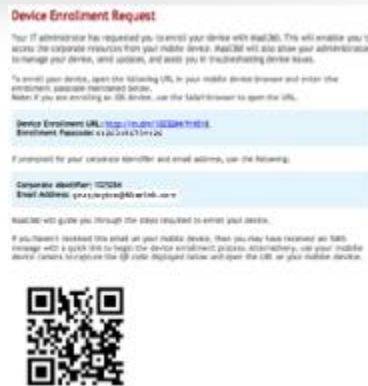 Device Enrollment Request
Your IT administrator has requested you to enroll your device with MaaS360. This will enable you to
access the corporate resources from your mobile device. MaaS360 will also allow your administrator
to manage your device, send updates, and assist you in troubleshooting device issues.
To enroll your device, open the following URL in your mobile device browser and enter the
enrollment passcode mentioned below.
Note: If you are enrolling an iOS device, use the Safari browser to open the URL.
Device Enrollment URL:
Enrollment Passcode:
If prompted for your corporate identifier and email address, use the following:
Corporate Identifier:
Email Address:
MaaS360 will guide you through the steps required to enroll your device.
If you haven't received this email on your mobile device, then you may have received an SMS
message with a quick link to begin the device enrollment process. Alternatively, use your mobile
device camera to capture the QR code displayed below and open the URL on your mobile device.